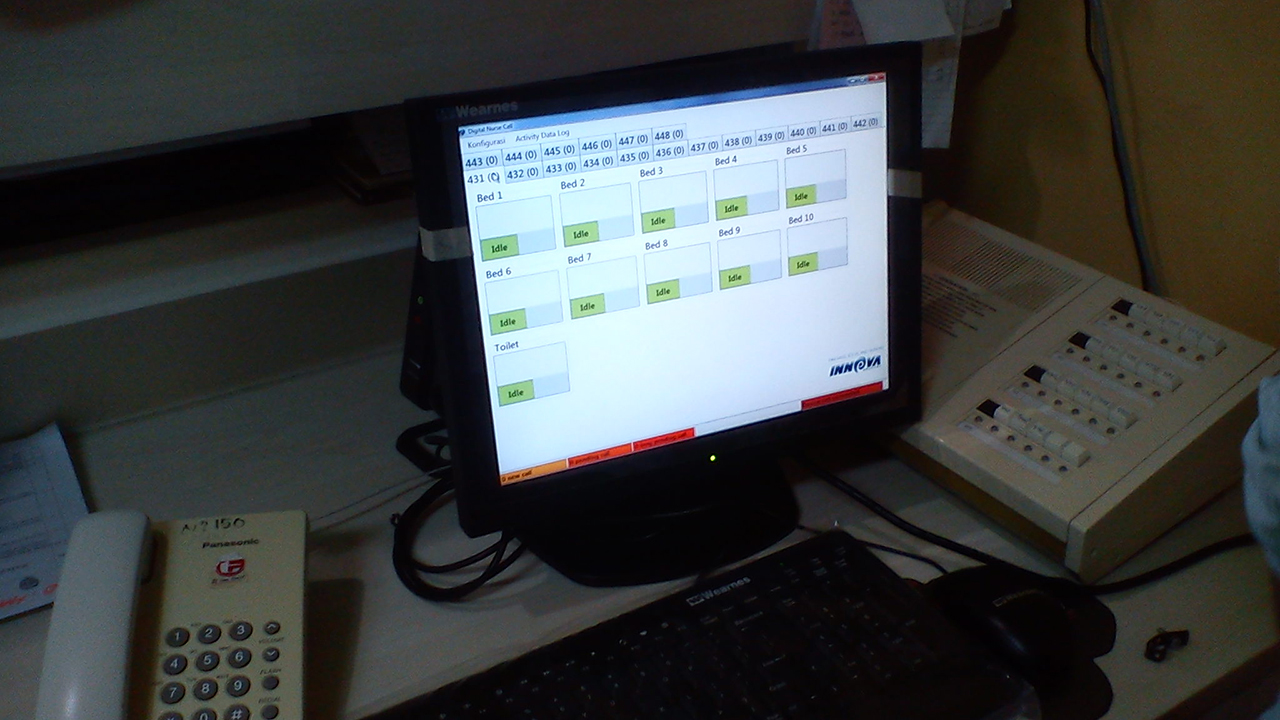 Wearnes
Digital Nurse Call
Konfigurasi Activity Data Log
443 (0) 444 (0) 445 (0) 446 (0) 447 (0) 448 (0)
431 (0) 432 (0) 433 (0) 434 (0) 435 (0) 436 (0) 437 (0) 438 (0) 439 (0) 440 (0) 441 (0) 442 (0)
Bed 1 Bed 2 Bed 3 Bed 4 Bed 5
Idle Idle Idle Idle Idle
Bed 6 Bed 7 Bed 8 Bed 9 Bed 10
Idle Idle Idle Idle Idle
Toilet
Idle
0 new call
Wearnes
150
Panasonic
1 2 3
4 5 6
7 8 9
0 #